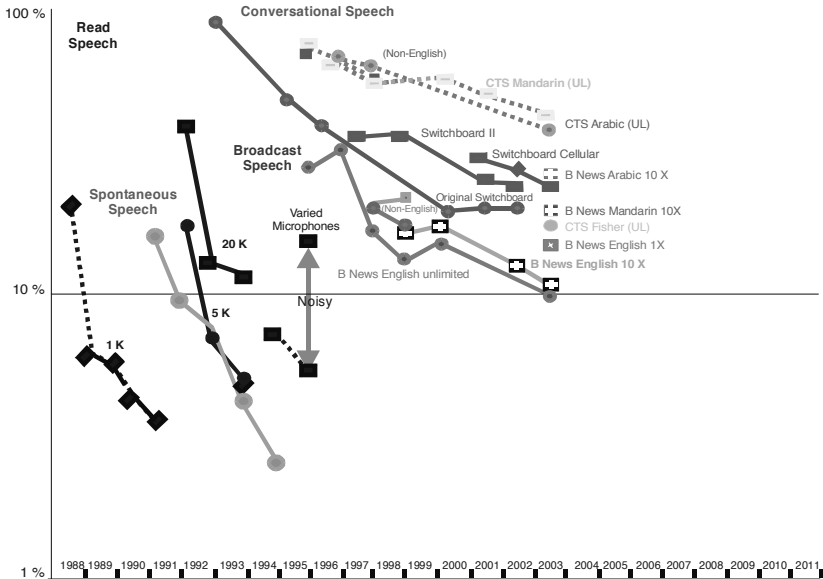 100 %
Conversational Speech
Read
Speech
(Non-English)
CTS Mandarin (UL)
CTS Arabic (UL)
Switchboard II
Broadcast
Speech
Switchboard Cellular
B News Arabic 10 X
Spontaneous
Speech
Original Switchboard
(Non-English)
B News Mandarin 10X
Varied
Microphones
CTS Fisher (UL)
20 K
B News English 1X
B News English 10 X
B News English unlimited
10 %
Noisy
5 K
1 K
1 %
1988 1989 1990 1991 1992 1993 1994 1995 1996 1997 1999 2000 2001 2002 2003 2004 2005 2006 2007 2008 2009 2010 2011